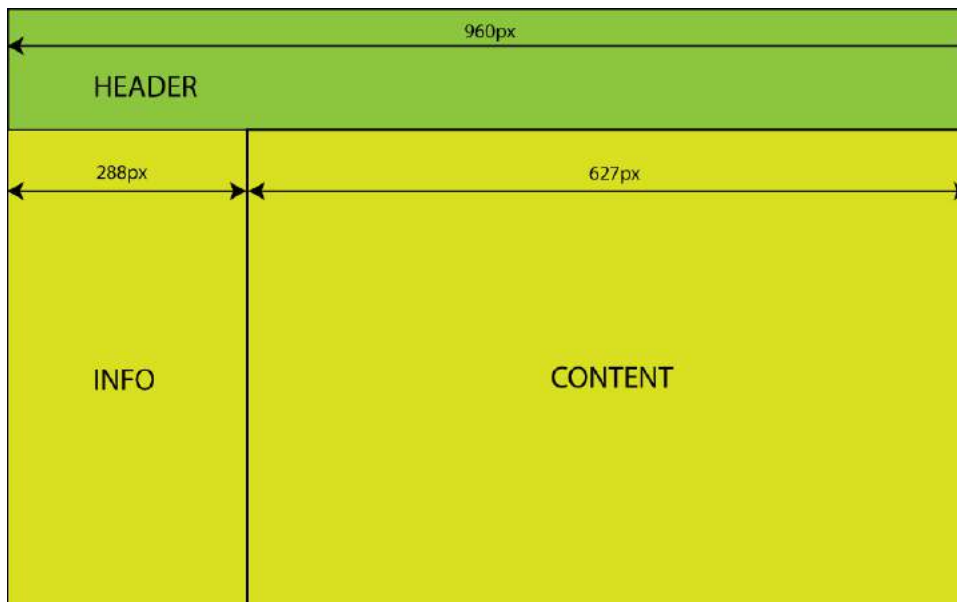 960px
HEADER
288px
627px
INFO
CONTENT